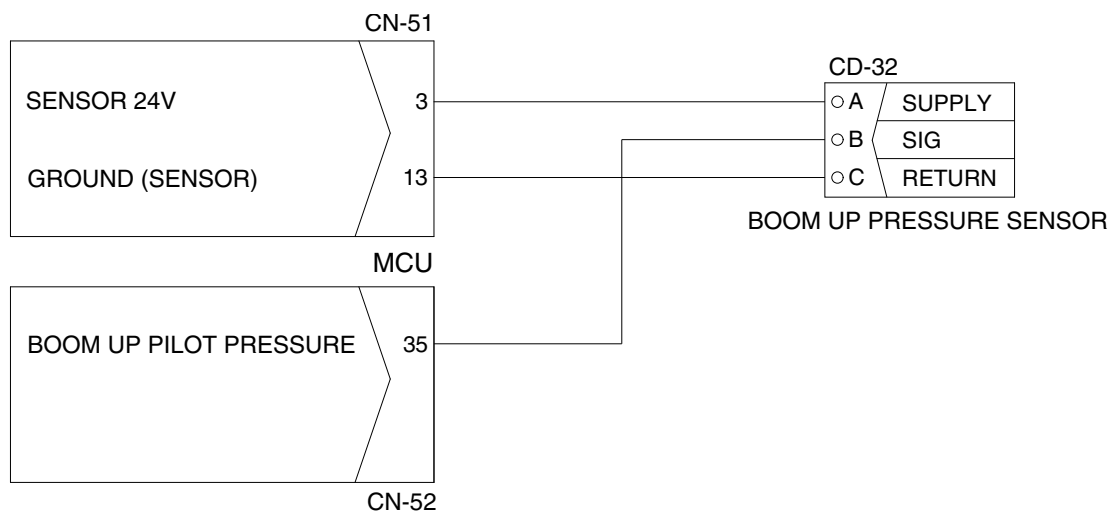 CN-51
CD-32
SENSOR 24V 3 A SUPPLY
B SIG
GROUND (SENSOR) 13 C RETURN
BOOM UP PRESSURE SENSOR
MCU
BOOM UP PILOT PRESSURE 35
CN-52